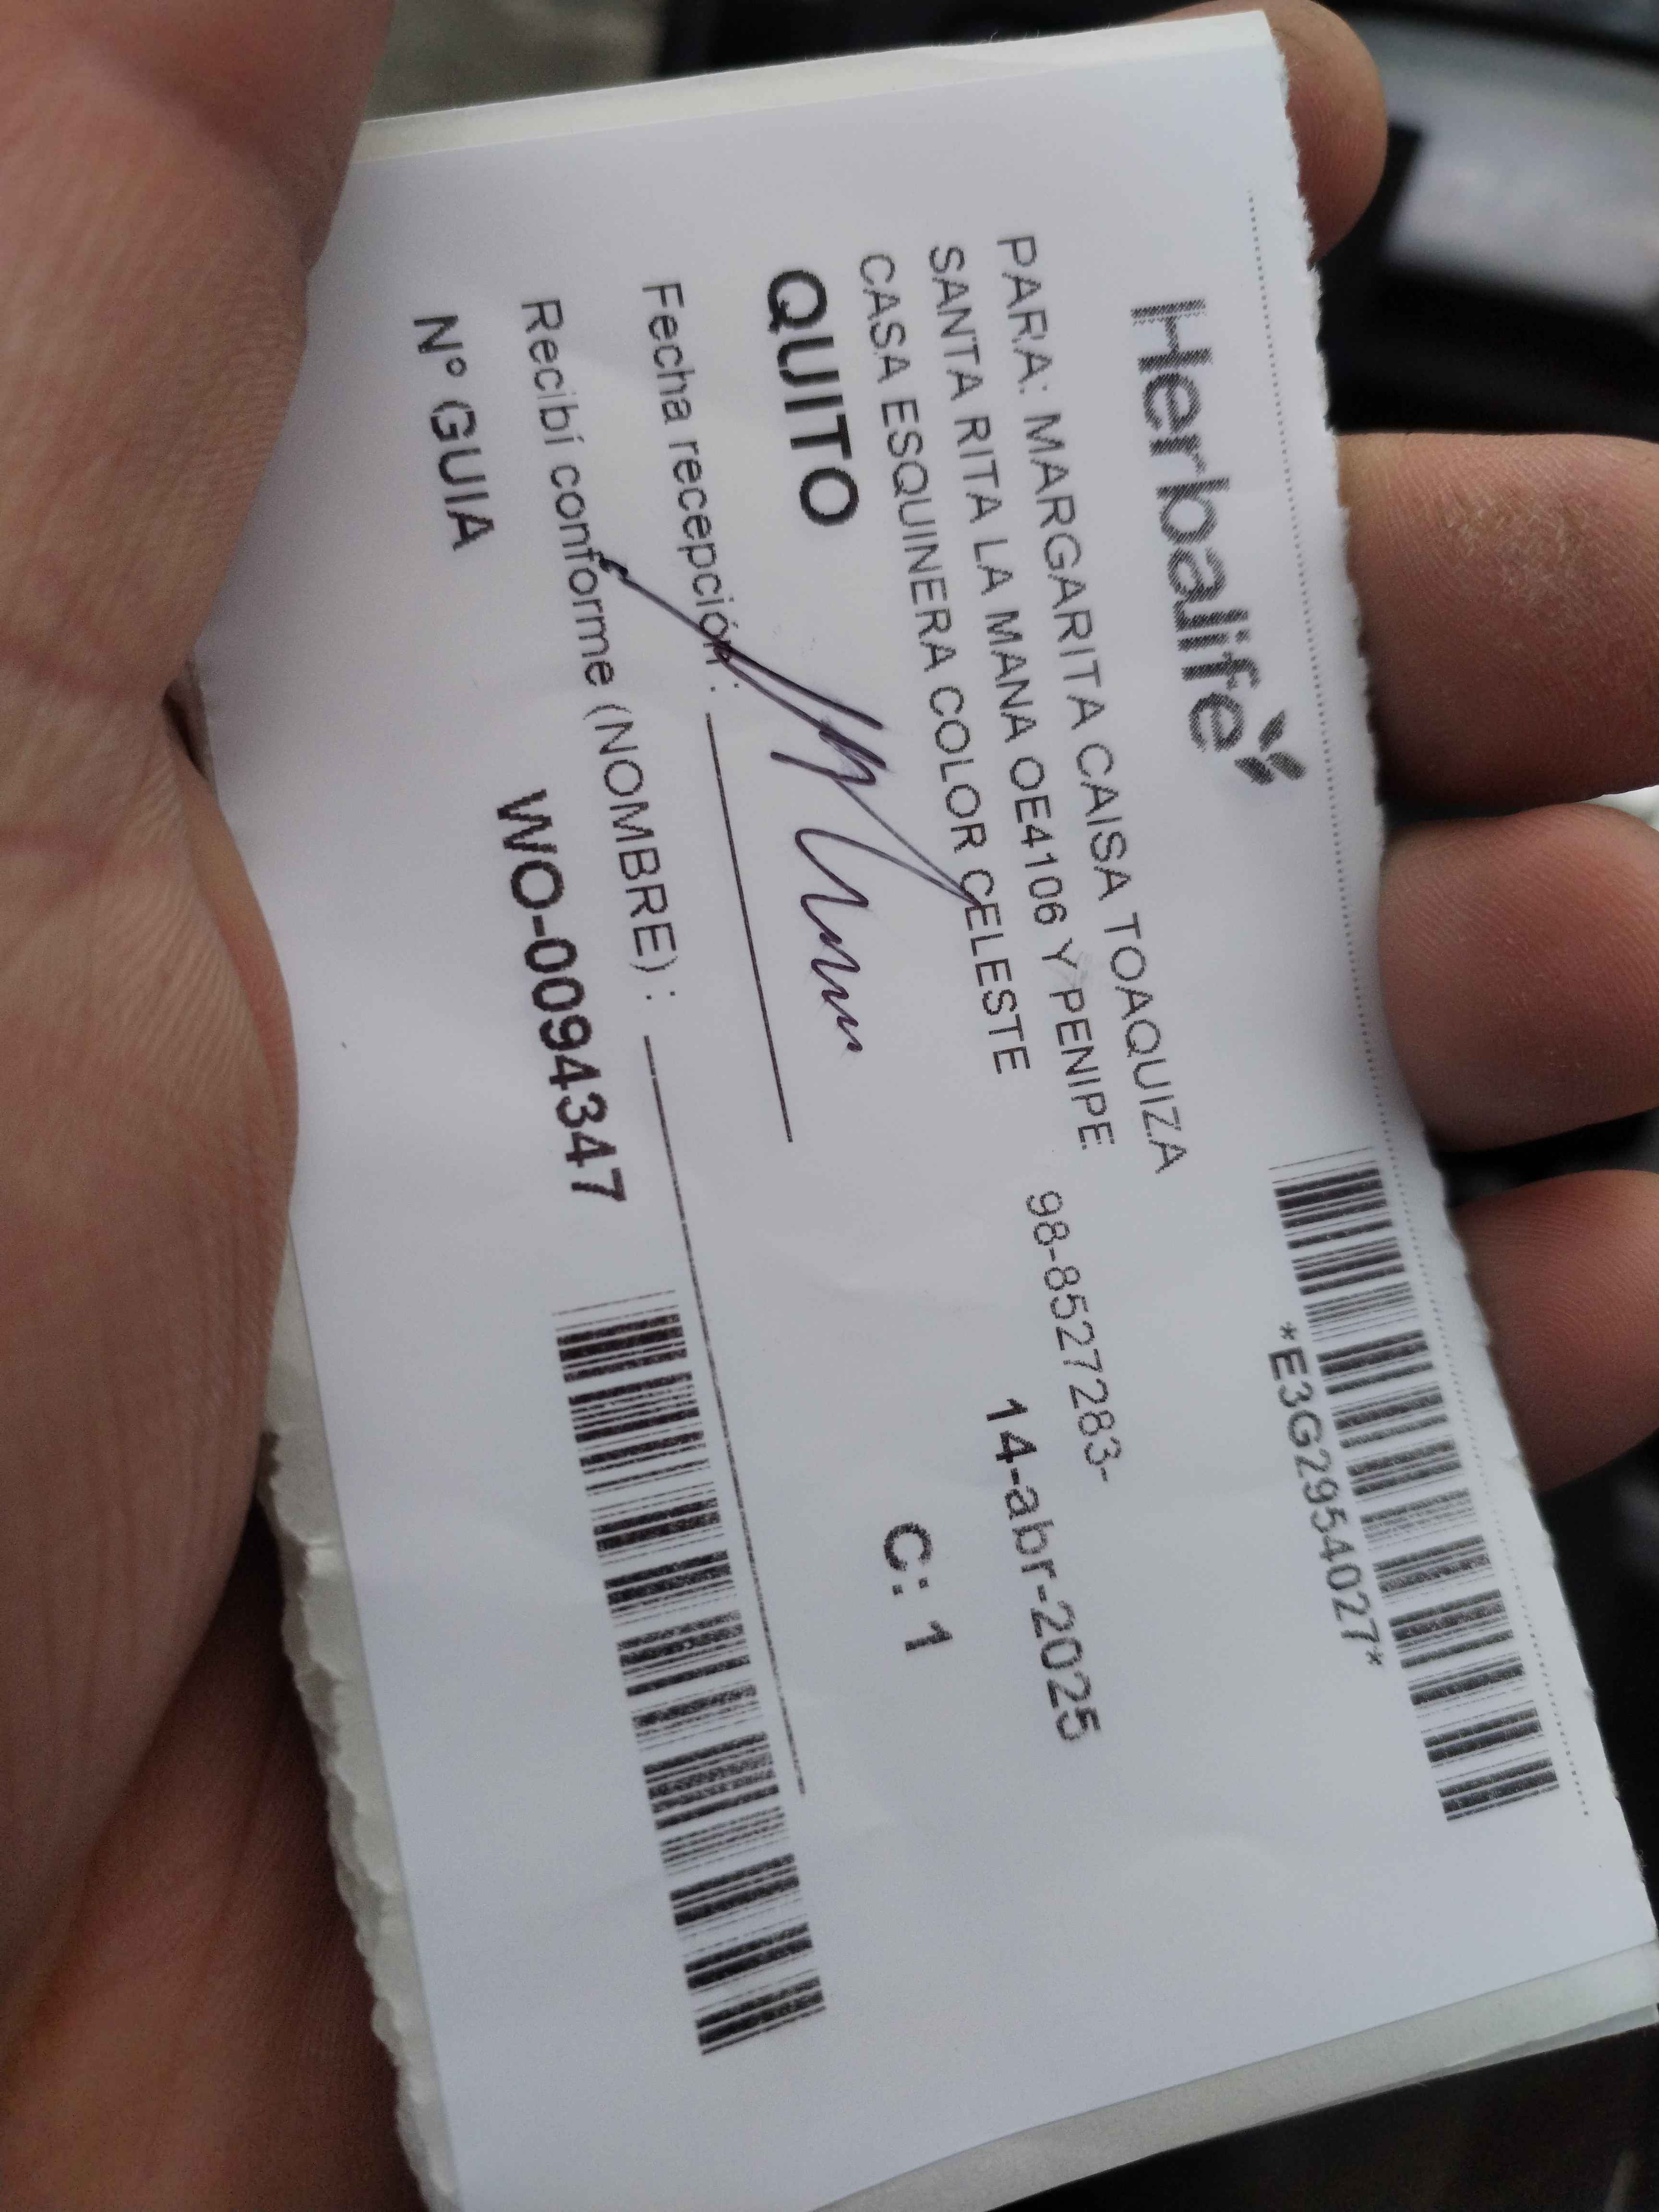 Herbalife
*E3G2954027*
PARA: MARGARITA CAISA TOAQUIZA
SANTA RITA LA MANA OE4106 Y PENIPE 98-8527283-
CASA ESQUINERA COLOR CELESTE 14-abr-2025
QUITO C: 1
Fecha recepción :
Recibí conforme (NOMBRE) :
Nº GUIA WO-0094347